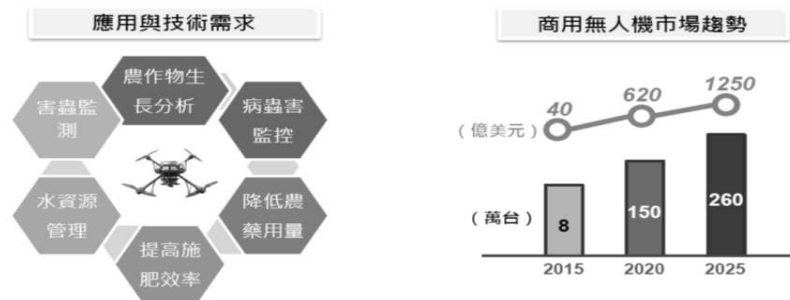 應用與技術需求
農作物生
長分析
病蟲害
監控
降低農
藥用量
提高施
肥效率
水資源
管理
害蟲監
測
商用無人機市場趨勢
(億美元)
40
620
1250
(萬台)
8
150
260
2015
2020
2025